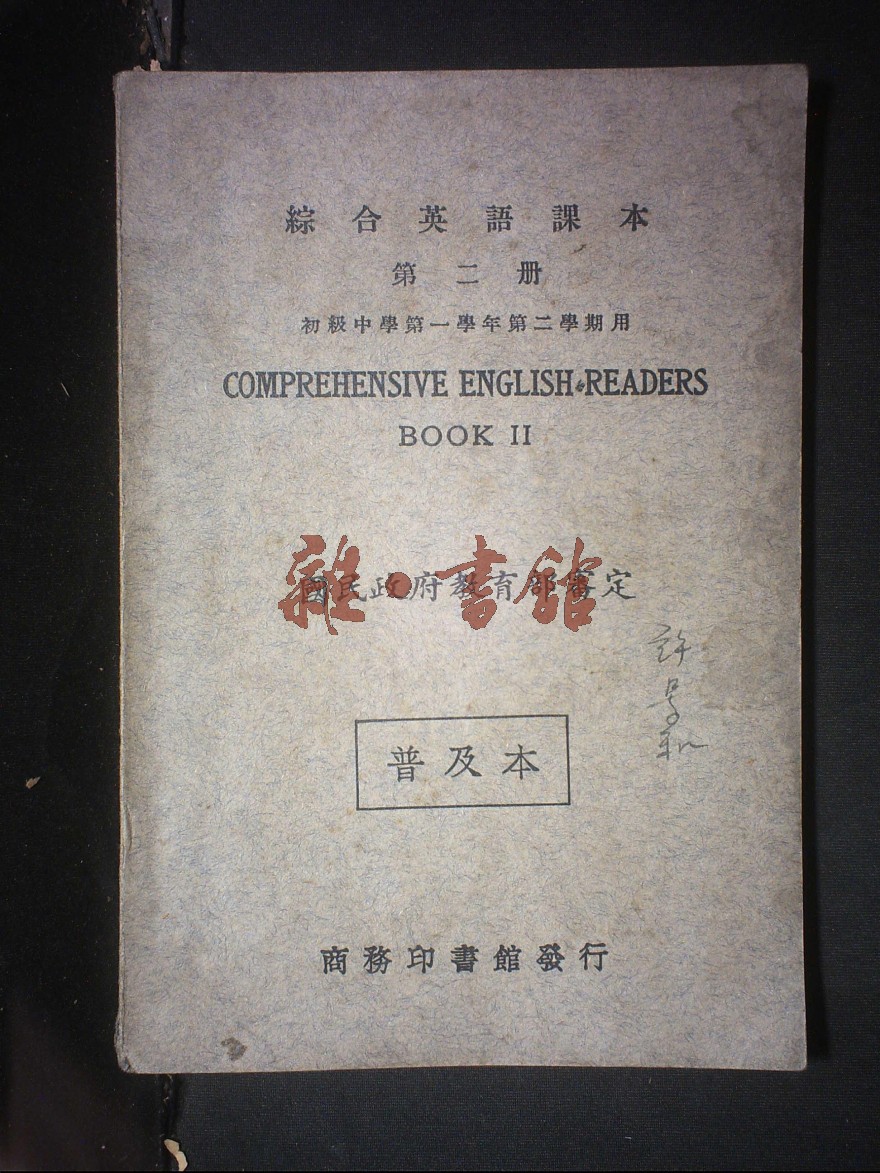 綜合英語課本
第二册
初級中學第一學年第二學期用
COMPREHENSIVE ENGLISH READERS
BOOK II
國民政府教育部審定
雜·書館
許
普及本
商務印書館發行